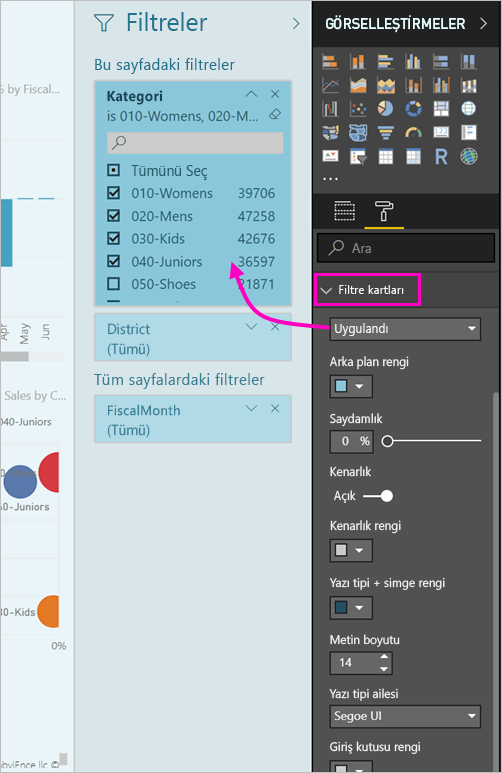 5 by Fiscal...
Apr
May
Jun
Sales by C...
040-Juniors
0-Juniors
30-Kids
0%
obviEnce llc ©
Filtreler
Bu sayfadaki filtreler
Kategori
is 010-Womens, 020-M...
Tümünü Seç
010-Womens 39706
020-Mens 47258
030-Kids 42676
040-Juniors 36597
050-Shoes 21871
District
(Tümü)
Tüm sayfalardaki filtreler
FiscalMonth
(Tümü)
GÖRSELLEŞTİRMELER
R
...
Ara
Filtre kartları
Uygulandı
Arka plan rengi
Saydamlık
0 %
Kenarlık
Açık
Kenarlık rengi
Yazı tipi + simge rengi
Metin boyutu
14
Yazı tipi ailesi
Segoe UI
Giriş kutusu rengi